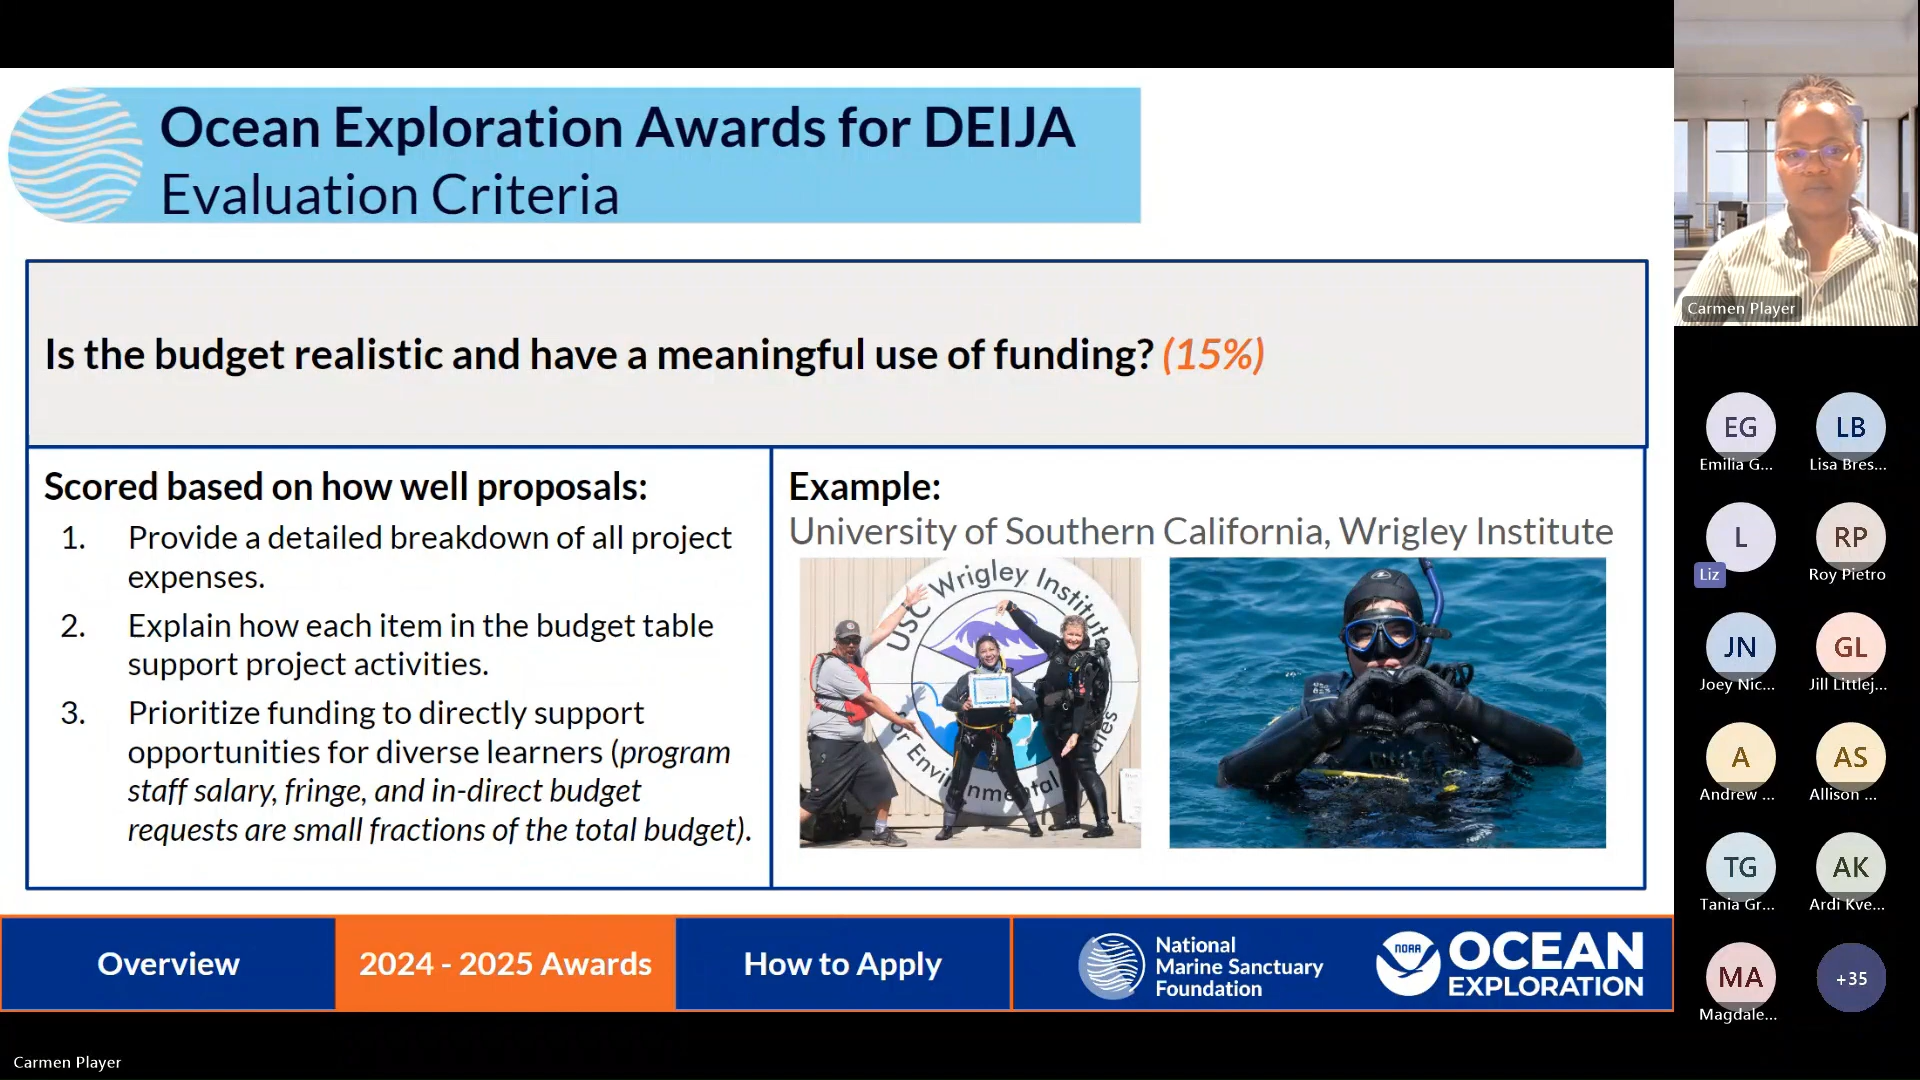 Ocean Exploration Awards for DEIJA
Evaluation Criteria
Is the budget realistic and have a meaningful use of funding? (15%)
Scored based on how well proposals:
1. Provide a detailed breakdown of all project
expenses.
2. Explain how each item in the budget table
support project activities.
3. Prioritize funding to directly support
opportunities for diverse learners (program
staff salary, fringe, and in-direct budget
requests are small fractions of the total budget).
Example:
University of Southern California, Wrigley Institute
USC Wrigley Institute
Overview
2024 - 2025 Awards
How to Apply
National
Marine Sanctuary
Foundation
NOAA
OCEAN
EXPLORATION
Carmen Player
EG
Emilia G...
LB
Lisa Bres...
L
Liz
RP
Roy Pietro
JN
Joey Nic...
GL
Jill Littlej...
A
Andrew ...
AS
Allison ...
TG
Tania Gr...
AK
Ardi Kve...
MA
Magdale...
+35
Carmen Player